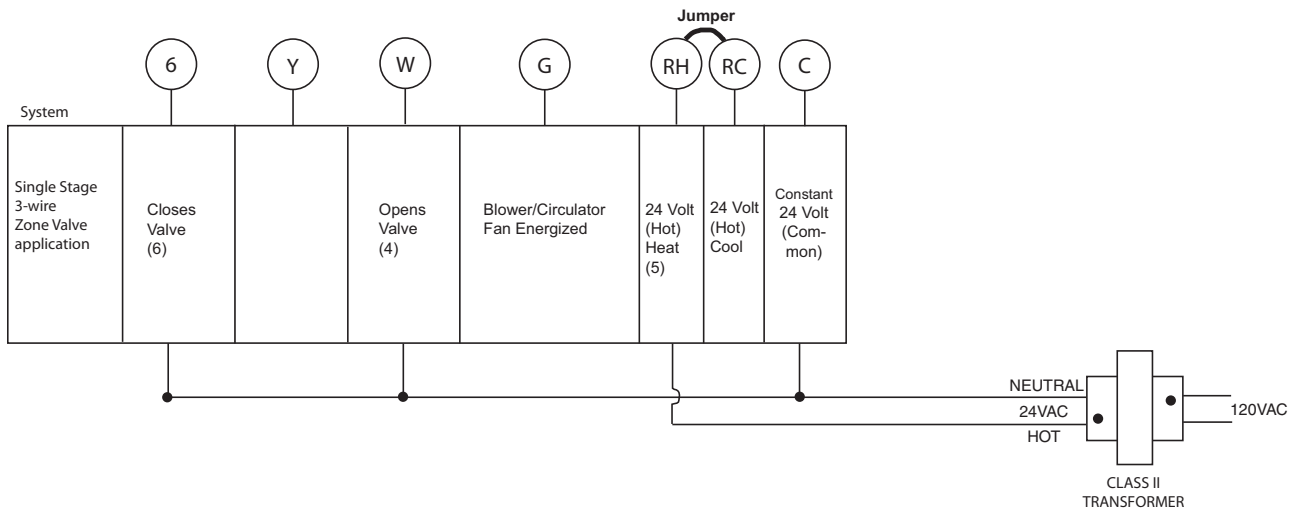 Jumper
6
Y
W
G
RH
RC
C
System
Single Stage
3-wire
Zone Valve
application
Closes
Valve
(6)
Opens
Valve
(4)
Blower/Circulator
Fan Energized
24 Volt
(Hot)
Heat
(5)
24 Volt
(Hot)
Cool
Constant
24 Volt
(Com-
mon)
NEUTRAL
24VAC
HOT
120VAC
CLASS II
TRANSFORMER